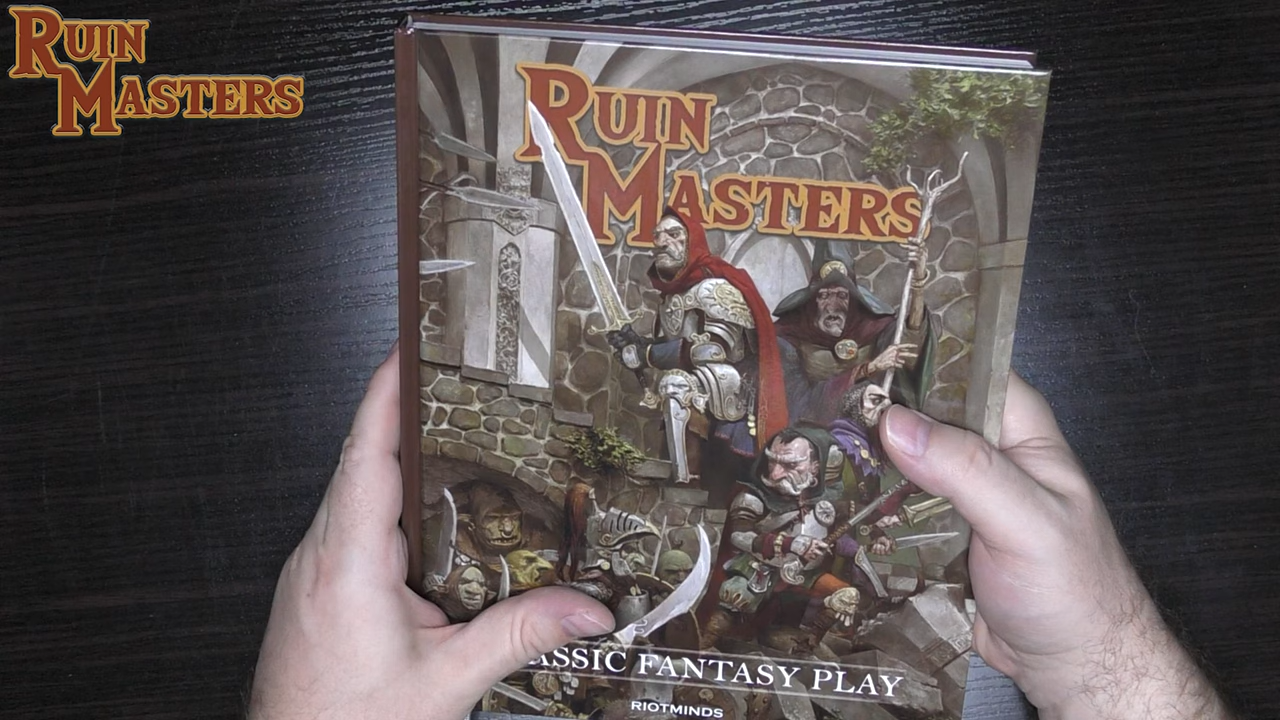 RUIN
MASTERS
RUIN
MASTERS
ASSIC FANTASY PLAY
RIOTMINDS